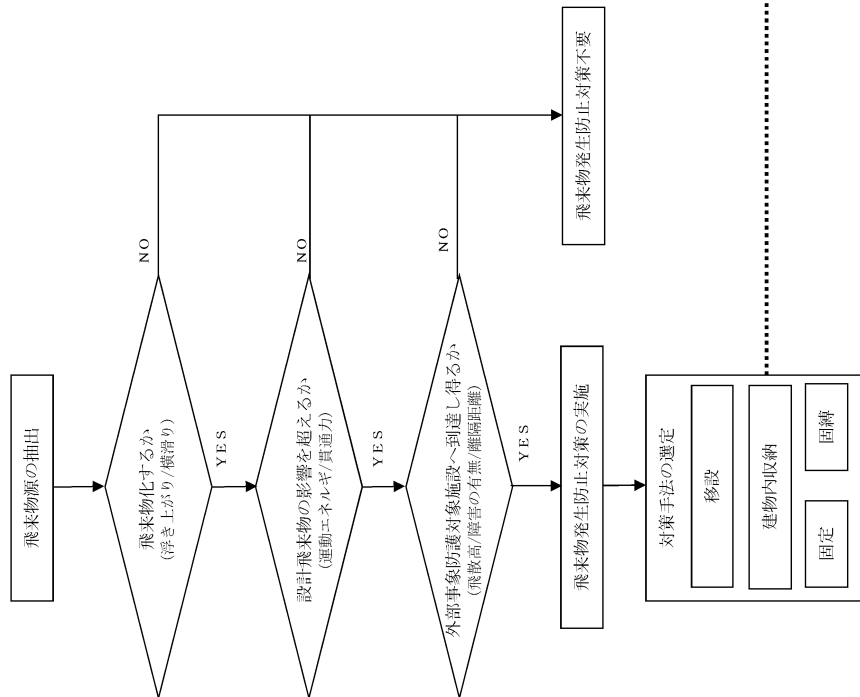 飛来物源の抽出
飛来物化するか
(浮き上がり/横滑り)
NO
YES
設計飛来物の影響を超えるか
(運動エネルギ/貫通力)
NO
YES
外部事象防護対象施設へ到達し得るか
(飛散高/障害の有無/離隔距離)
NO
YES
飛来物発生防止対策の実施
飛来物発生防止対策不要
対策手法の選定
移設
建物内収納
固定
固縛